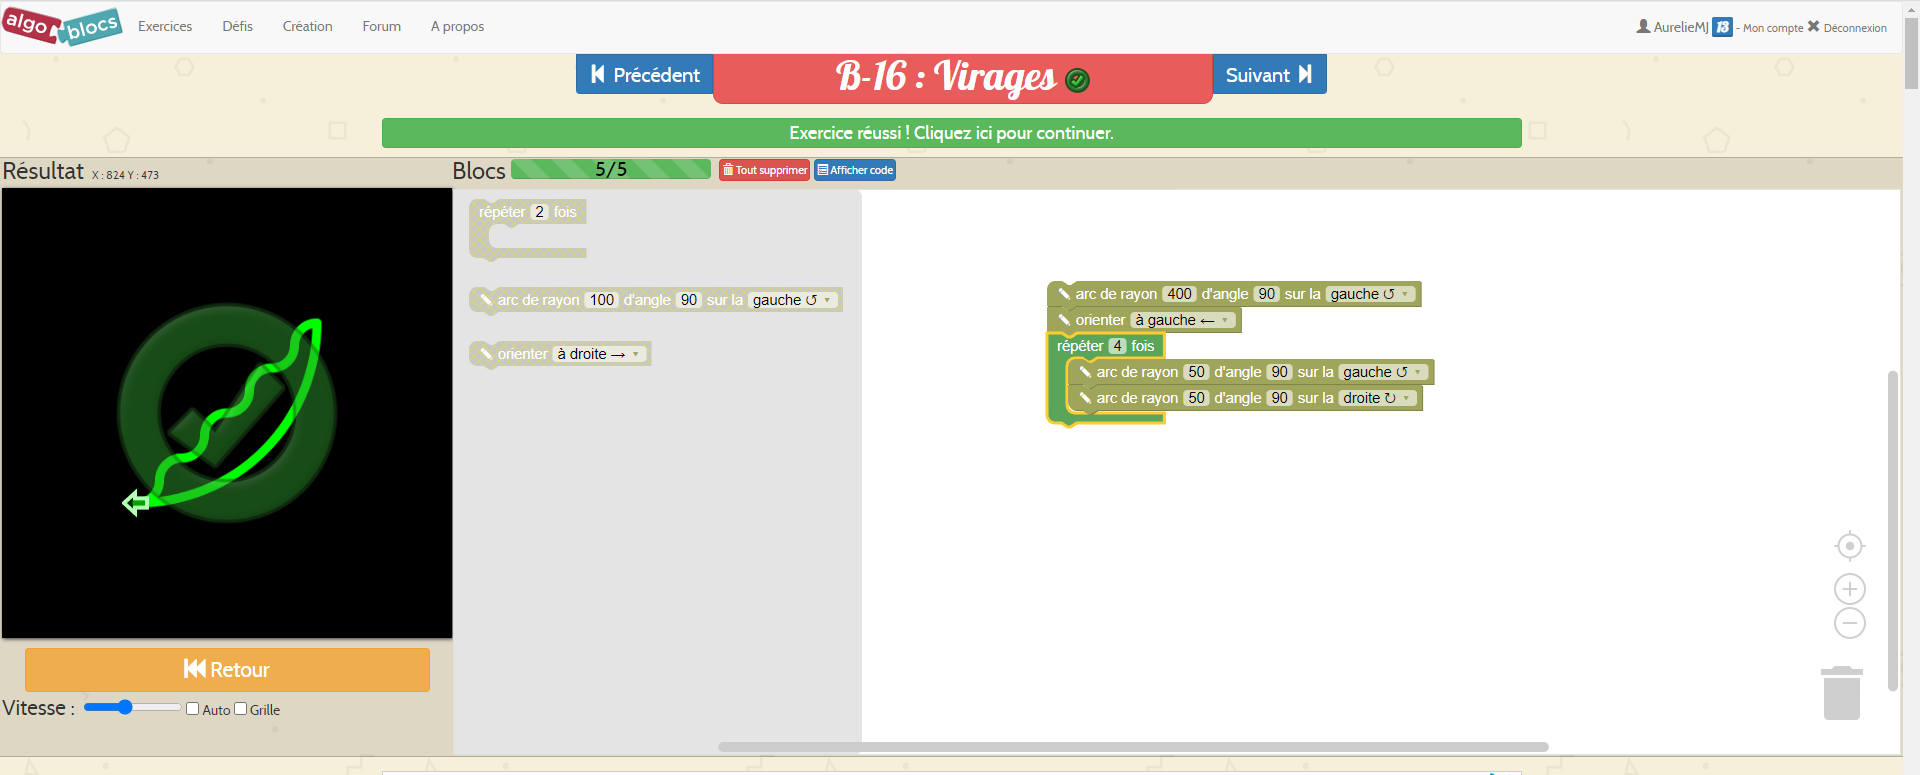 algo blocs Exercices Défis Création Forum A propos AurelieMJ 13 - Mon compte Déconnexion
Précédent B-16 : Virages Suivant
Exercice réussi ! Cliquez ici pour continuer.
Résultat X : 824 Y : 473 Blocs 5/5 Tout supprimer Afficher code
répéter 2 fois
arc de rayon 100 d'angle 90 sur la gauche ↺
orienter à droite →
arc de rayon 400 d'angle 90 sur la gauche ↺
orienter à gauche ←
répéter 4 fois
arc de rayon 50 d'angle 90 sur la gauche ↺
arc de rayon 50 d'angle 90 sur la droite ↻
Retour
Vitesse : Auto Grille